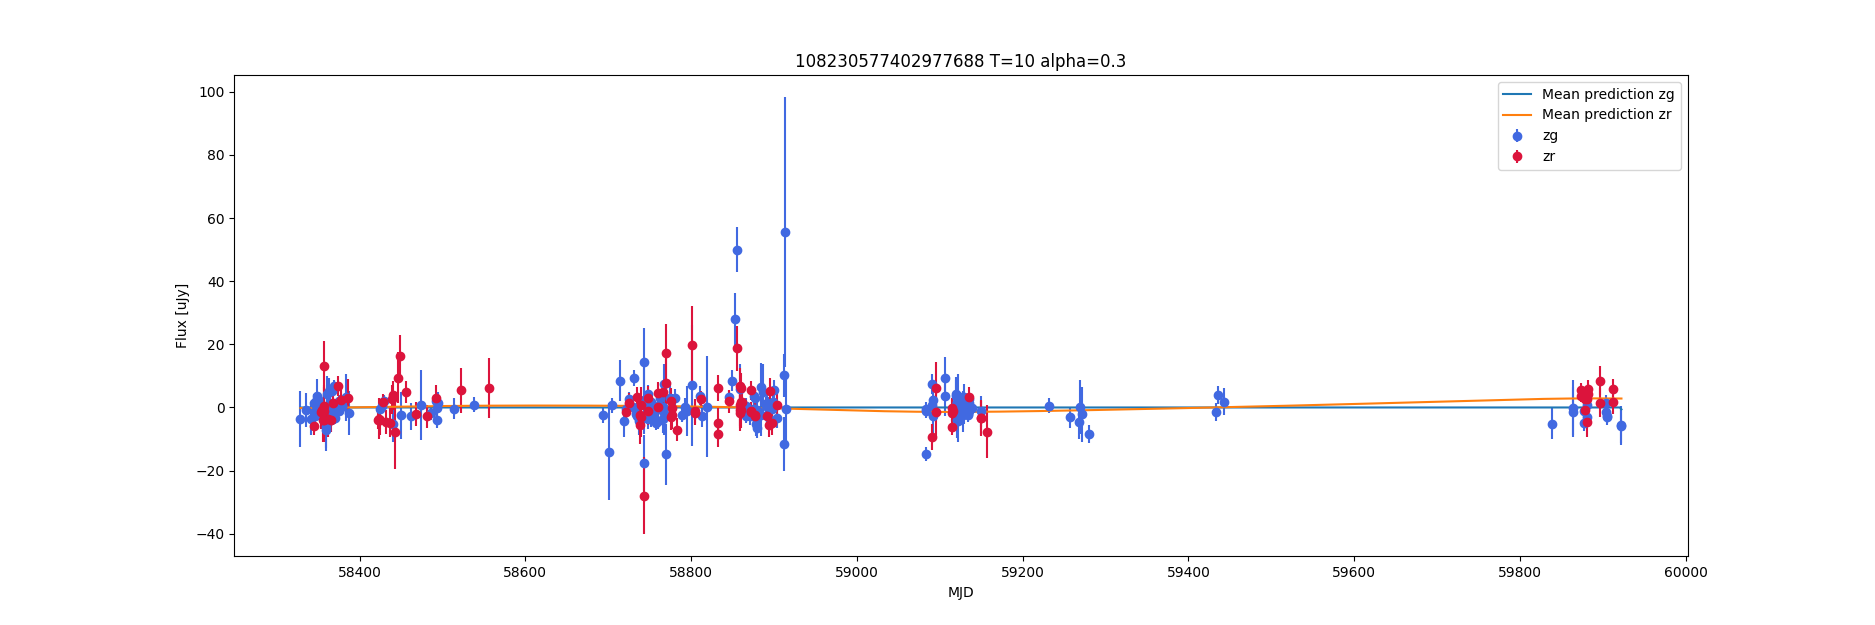 108230577402977688 T=10 alpha=0.3
Mean prediction zg
Mean prediction zr
zg
zr
Flux [uJy]
100
80
60
40
20
0
−20
−40
58400 58600 58800 59000 59200 59400 59600 59800 60000
MJD